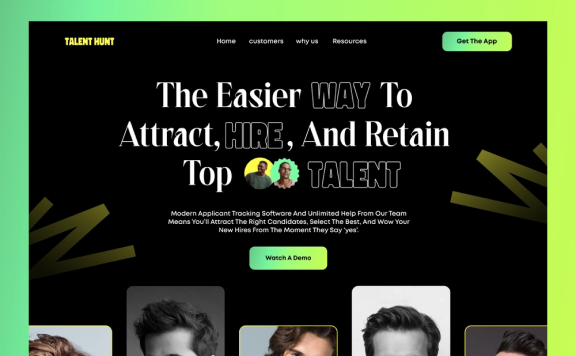 TALENT HUNT
Home customers why us Resources
Get The App
The Easier WAY To
Attract, HIRE, And Retain
Top TALENT
Modern Applicant Tracking Software And Unlimited Help From Our Team
Means You'll Attract The Right Candidates, Select The Best, And Wow Your
New Hires From The Moment They Say 'yes'.
Watch A Demo